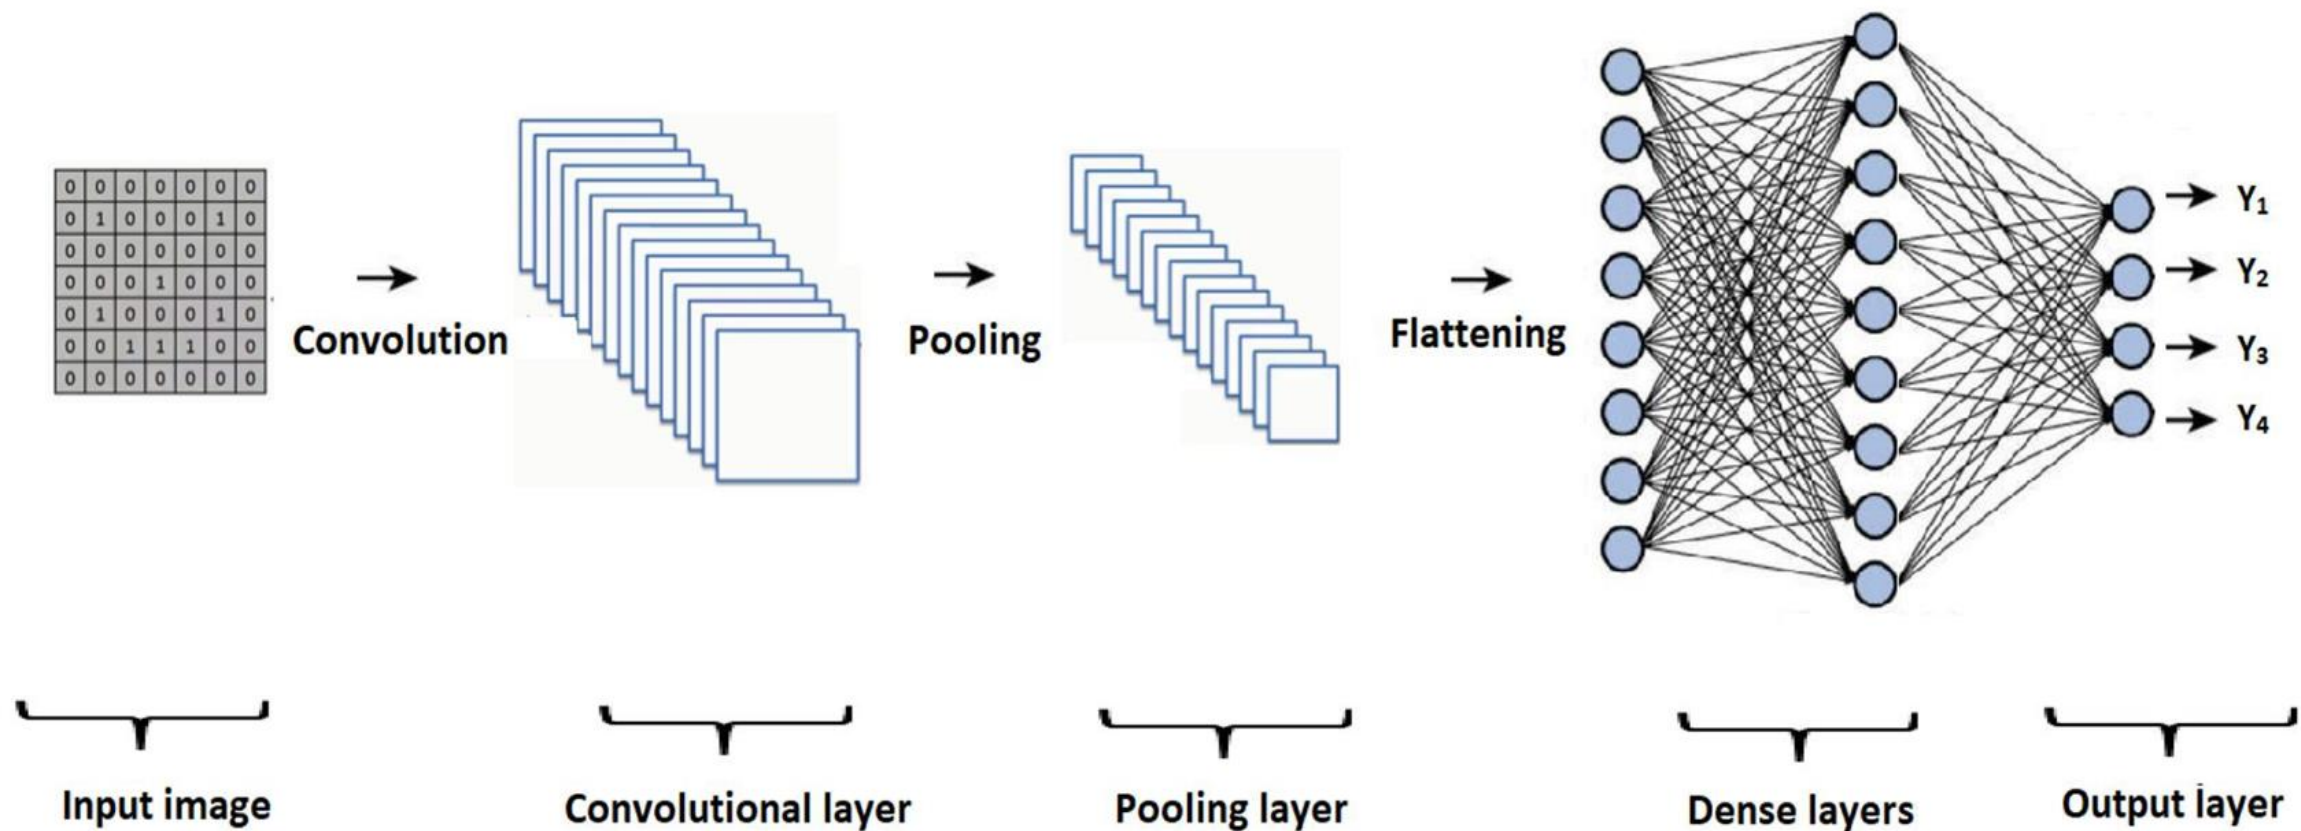 0 0 0 0 0 0 0
0 1 0 0 0 1 0
0 0 0 0 0 0 0
0 0 0 1 0 0 0
0 1 0 0 0 1 0
0 0 1 1 1 0 0
0 0 0 0 0 0 0
Convolution
Pooling
Flattening
Y1
Y2
Y3
Y4
Input image
Convolutional layer
Pooling layer
Dense layers
Output layer